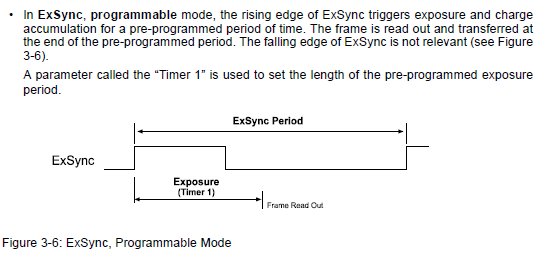 • In ExSync, programmable mode, the rising edge of ExSync triggers exposure and charge
accumulation for a pre-programmed period of time. The frame is read out and transferred at
the end of the pre-programmed period. The falling edge of ExSync is not relevant (see Figure
3-6).
A parameter called the “Timer 1” is used to set the length of the pre-programmed exposure
period.
ExSync Period
ExSync
Exposure
(Timer 1)
Frame Read Out
Figure 3-6: ExSync, Programmable Mode